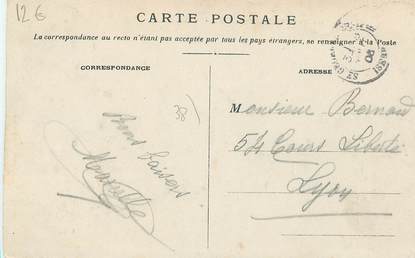 12 €
CARTE POSTALE
La correspondance au recto n'étant pas acceptée par tous les pays étrangers, se renseigner à la Poste
CORRESPONDANCE
ADRESSE
38
Bons baisers
Monsieur Bernard
54 Cours Liberté
Lyon